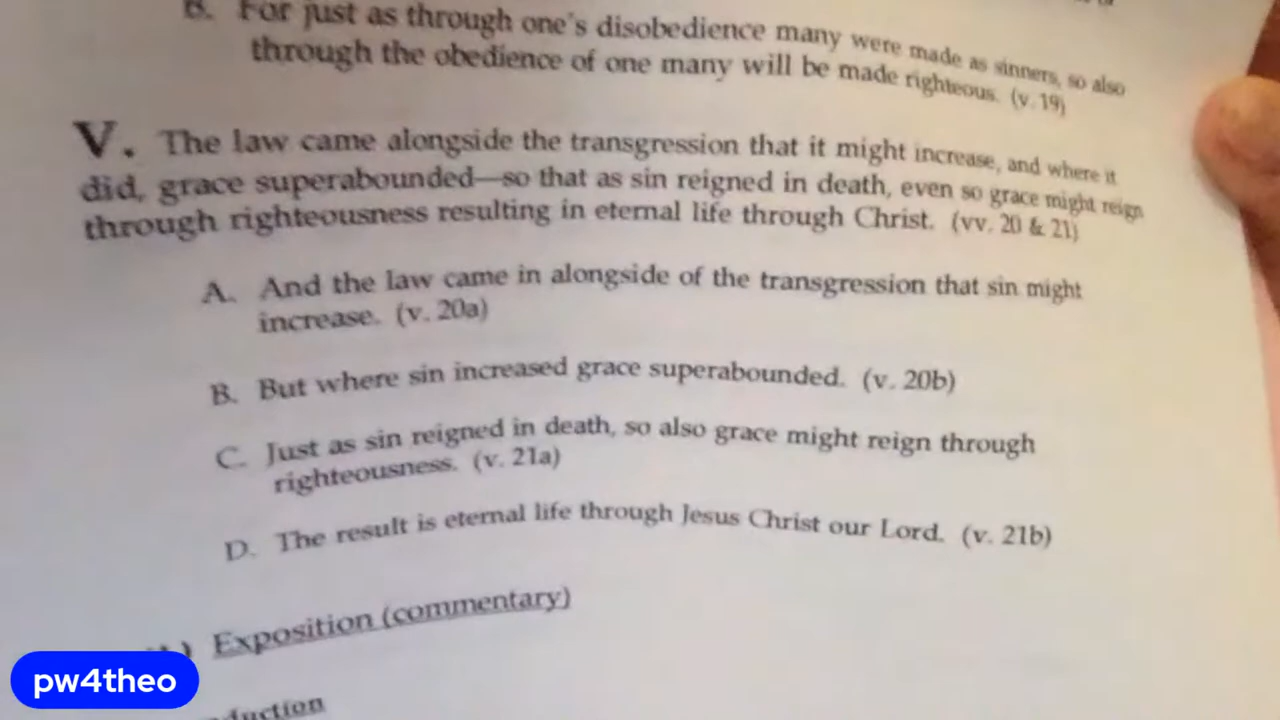 B. For just as through one's disobedience many were made as sinners, so also
through the obedience of one many will be made righteous. (v. 19)
V. The law came alongside the transgression that it might increase, and where it
did, grace superabounded—so that as sin reigned in death, even so grace might reign
through righteousness resulting in eternal life through Christ. (vv. 20 & 21)
A. And the law came in alongside of the transgression that sin might
increase. (v. 20a)
B. But where sin increased grace superabounded. (v. 20b)
C. Just as sin reigned in death, so also grace might reign through
righteousness. (v. 21a)
D. The result is eternal life through Jesus Christ our Lord. (v. 21b)
Exposition (commentary)
pw4theo